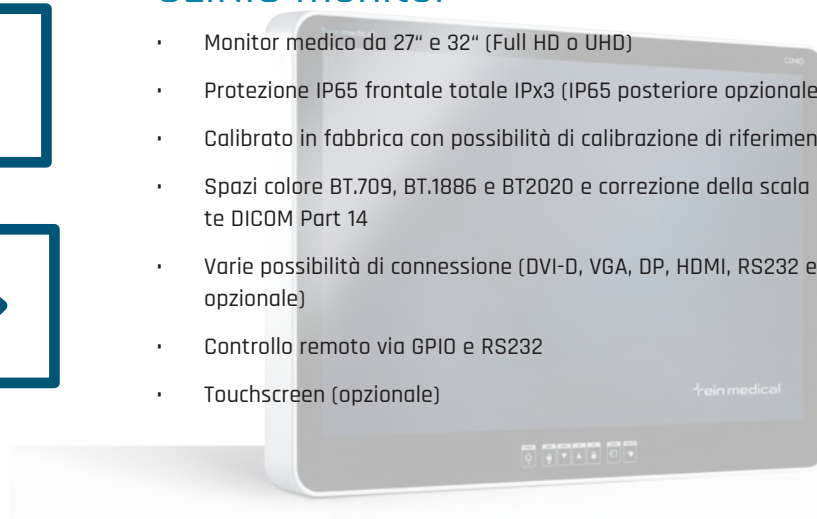 • Monitor medico da 27“ e 32“ (Full HD o UHD)
• Protezione IP65 frontale totale IPx3 (IP65 posteriore opzionale
• Calibrato in fabbrica con possibilità di calibrazione di
• Spazi colore BT.709, BT.1886 e BT2020 e correzione della scala
te DICOM Part 14
• Varie possibilità di connessione (DVI-D, VGA, DP, HDMI, RS232 e
opzionale)
• Controllo remoto via GPIO e RS232
• Touchscreen (opzionale)
CLINIO
rein medical